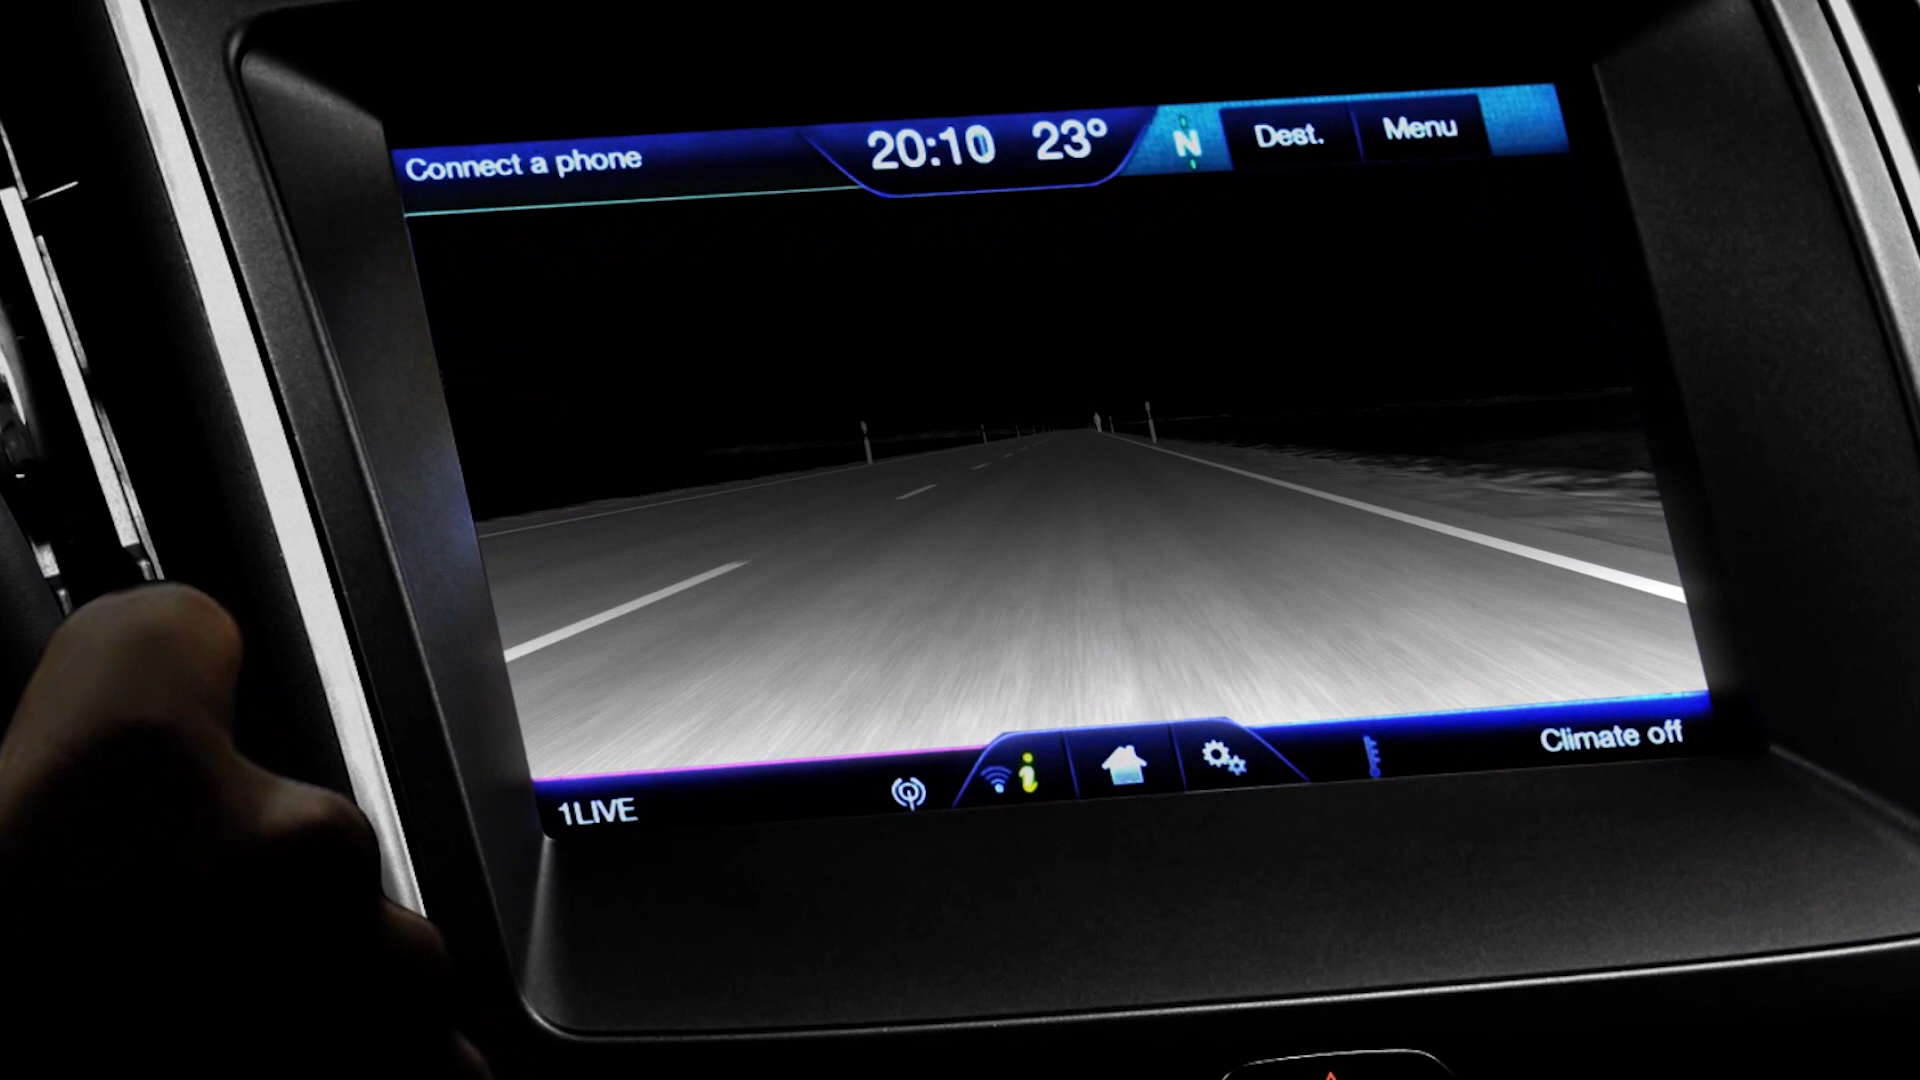 Connect a phone
20:10 23°
N
Dest.
Menu
1LIVE
i
Climate off